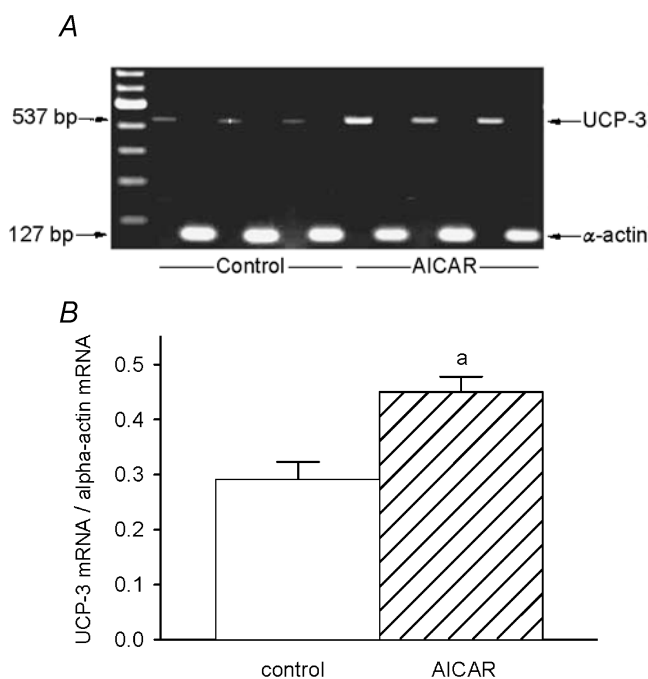 A
537 bp
UCP-3
127 bp
α-actin
Control
AICAR
B
UCP-3 mRNA / alpha-actin mRNA
0.5
0.4
0.3
0.2
0.1
0.0
a
control
AICAR